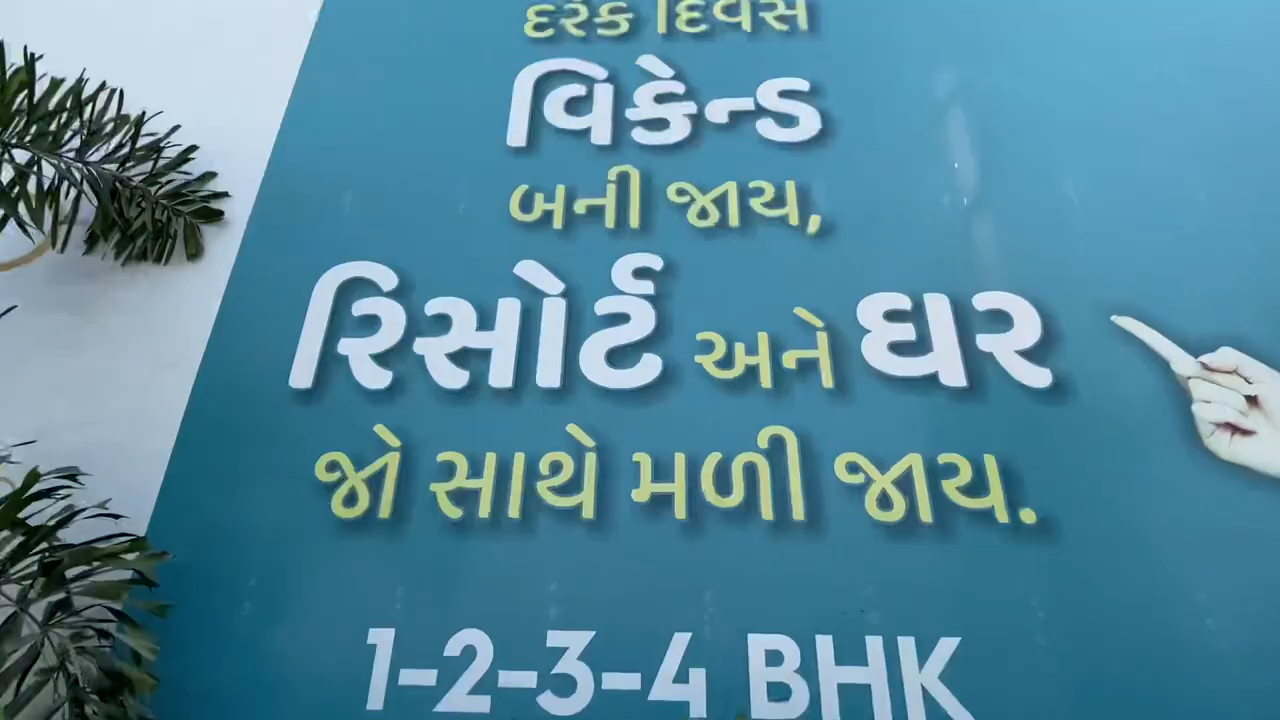 દરેક દિવસ
વિકેન્ડ
બની જાય,
રિસોર્ટ અને ઘર
જો સાથે મળી જાય.
1-2-3-4 BHK